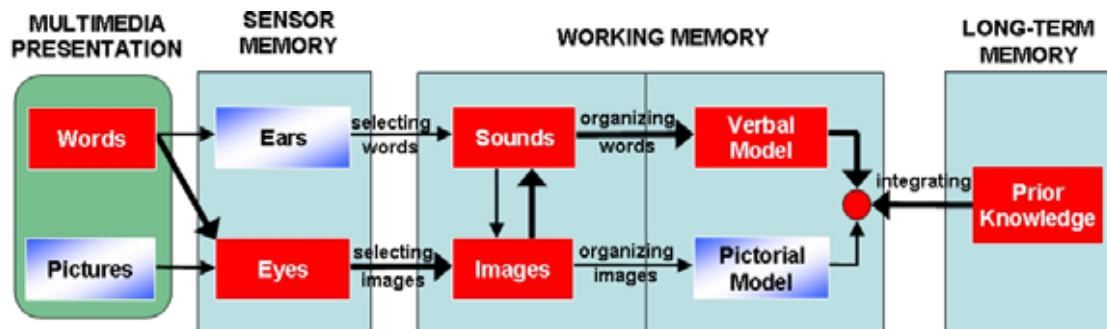 MULTIMEDIA
PRESENTATION
SENSOR
MEMORY
WORKING MEMORY
LONG-TERM
MEMORY
Words
Ears
selecting
words
Sounds
organizing
words
Verbal
Model
integrating
Prior
Knowledge
Pictures
Eyes
selecting
images
Images
organizing
images
Pictorial
Model